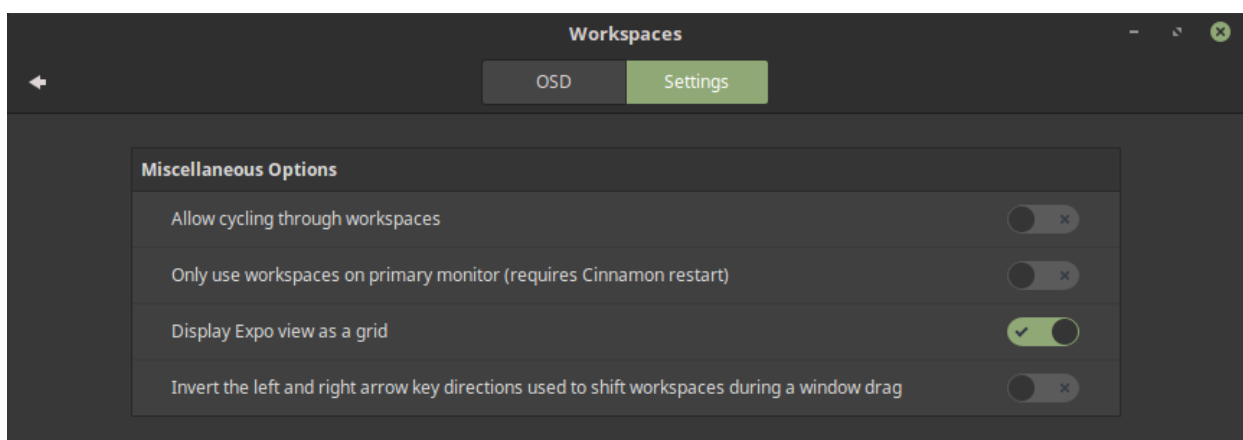 Workspaces
OSD
Settings
Miscellaneous Options
Allow cycling through workspaces
Only use workspaces on primary monitor (requires Cinnamon restart)
Display Expo view as a grid
Invert the left and right arrow key directions used to shift workspaces during a window drag